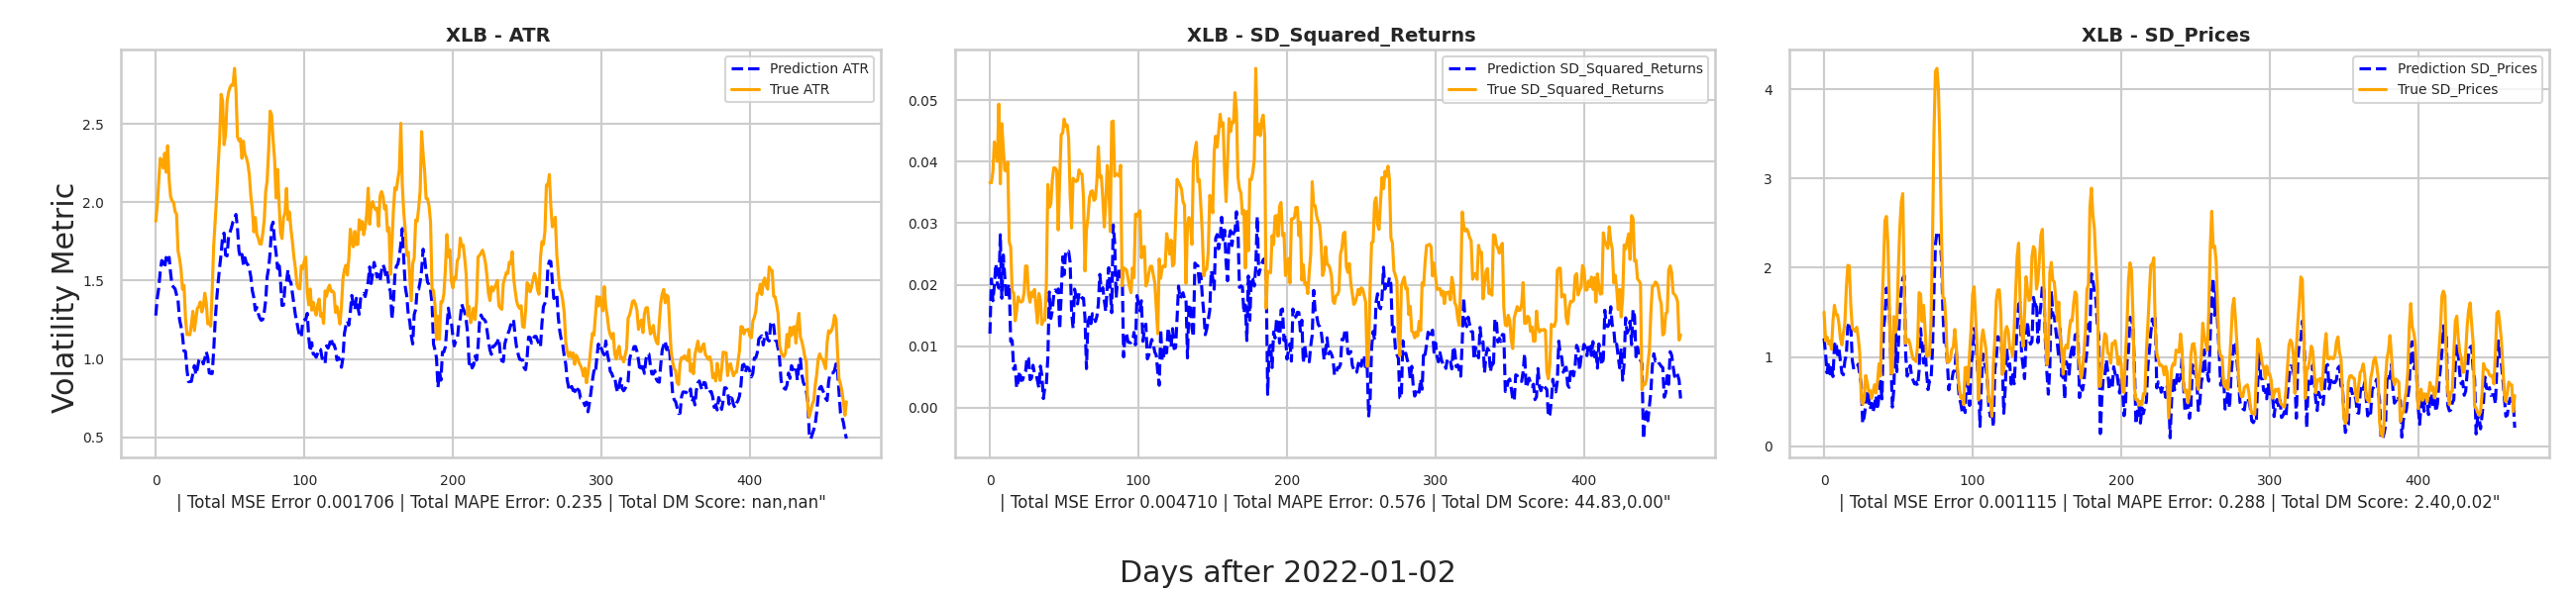 XLB - ATR
Prediction ATR
True ATR
Volatility Metric
2.5
2.0
1.5
1.0
0.5
0 100 200 300 400
| Total MSE Error 0.001706 | Total MAPE Error: 0.235 | Total DM Score: nan,nan"
XLB - SD_Squared_Returns
Prediction SD_Squared_Returns
True SD_Squared_Returns
0.05
0.04
0.03
0.02
0.01
0.00
0 100 200 300 400
| Total MSE Error 0.004710 | Total MAPE Error: 0.576 | Total DM Score: 44.83,0.00"
XLB - SD_Prices
Prediction SD_Prices
True SD_Prices
4
3
2
1
0
0 100 200 300 400
| Total MSE Error 0.001115 | Total MAPE Error: 0.288 | Total DM Score: 2.40,0.02"
Days after 2022-01-02